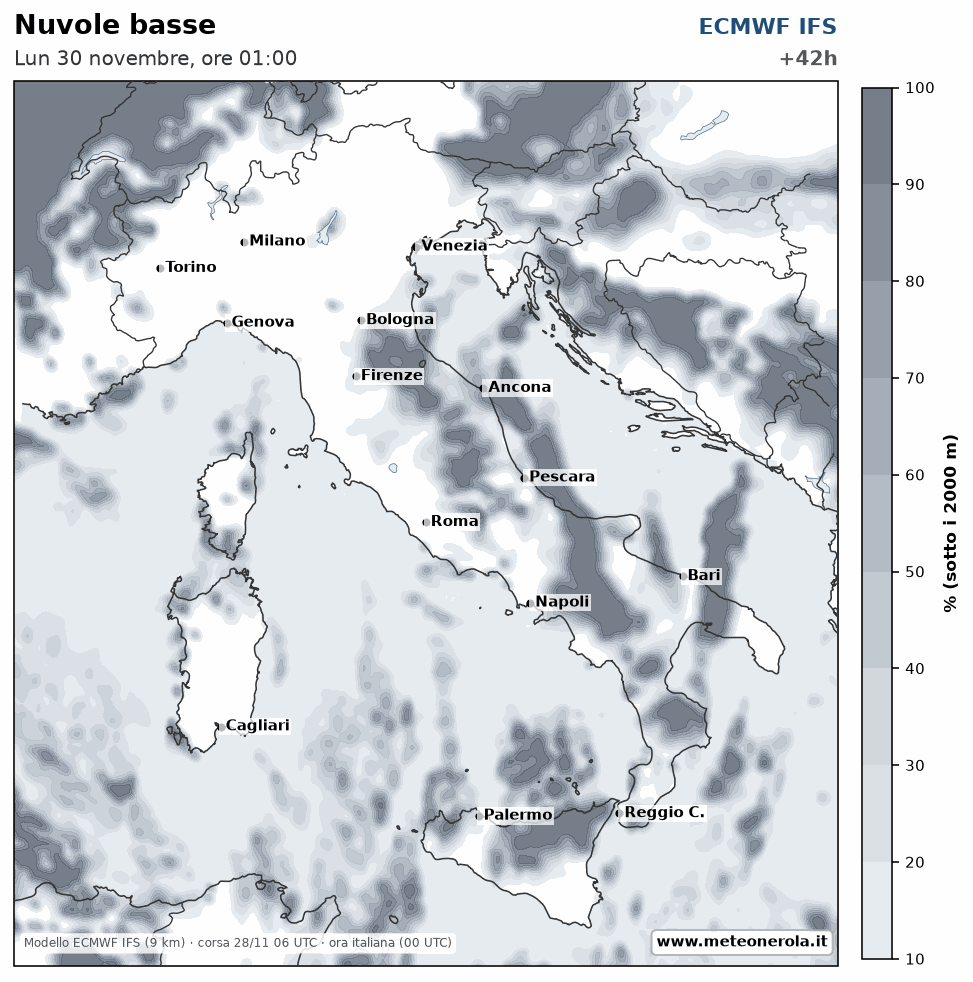 Nuvole basse
ECMWF IFS
Lun 30 novembre, ore 01:00
+42h
100
90
80
70
60
50
40
30
20
10
% (sotto i 2000 m)
Milano
Venezia
Torino
Genova
Bologna
Firenze
Ancona
Pescara
Roma
Bari
Napoli
Cagliari
Palermo
Reggio C.
Modello ECMWF IFS (9 km) · corsa 28/11 06 UTC · ora italiana (00 UTC)
www.meteonerola.it